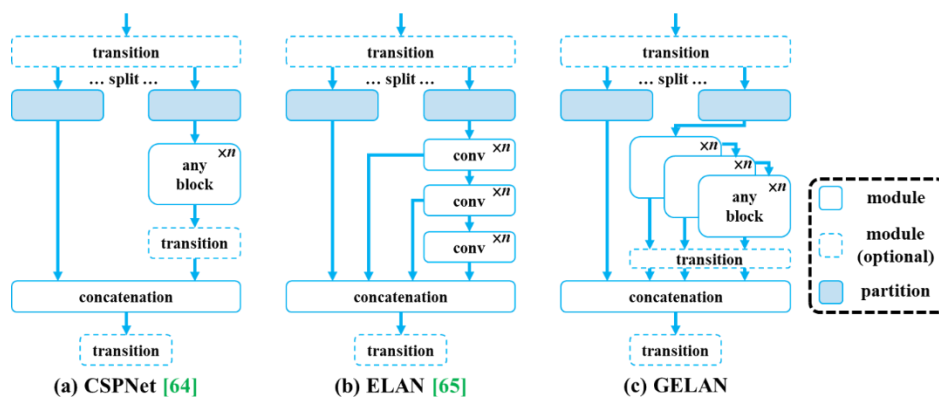 transition
... split ...
any
block
×n
transition
concatenation
transition
(a) CSPNet [64]
transition
... split ...
conv
×n
conv
×n
conv
×n
concatenation
transition
(b) ELAN [65]
transition
... split ...
×n
×n
any
block
×n
transition
concatenation
transition
(c) GELAN
module
module
(optional)
partition